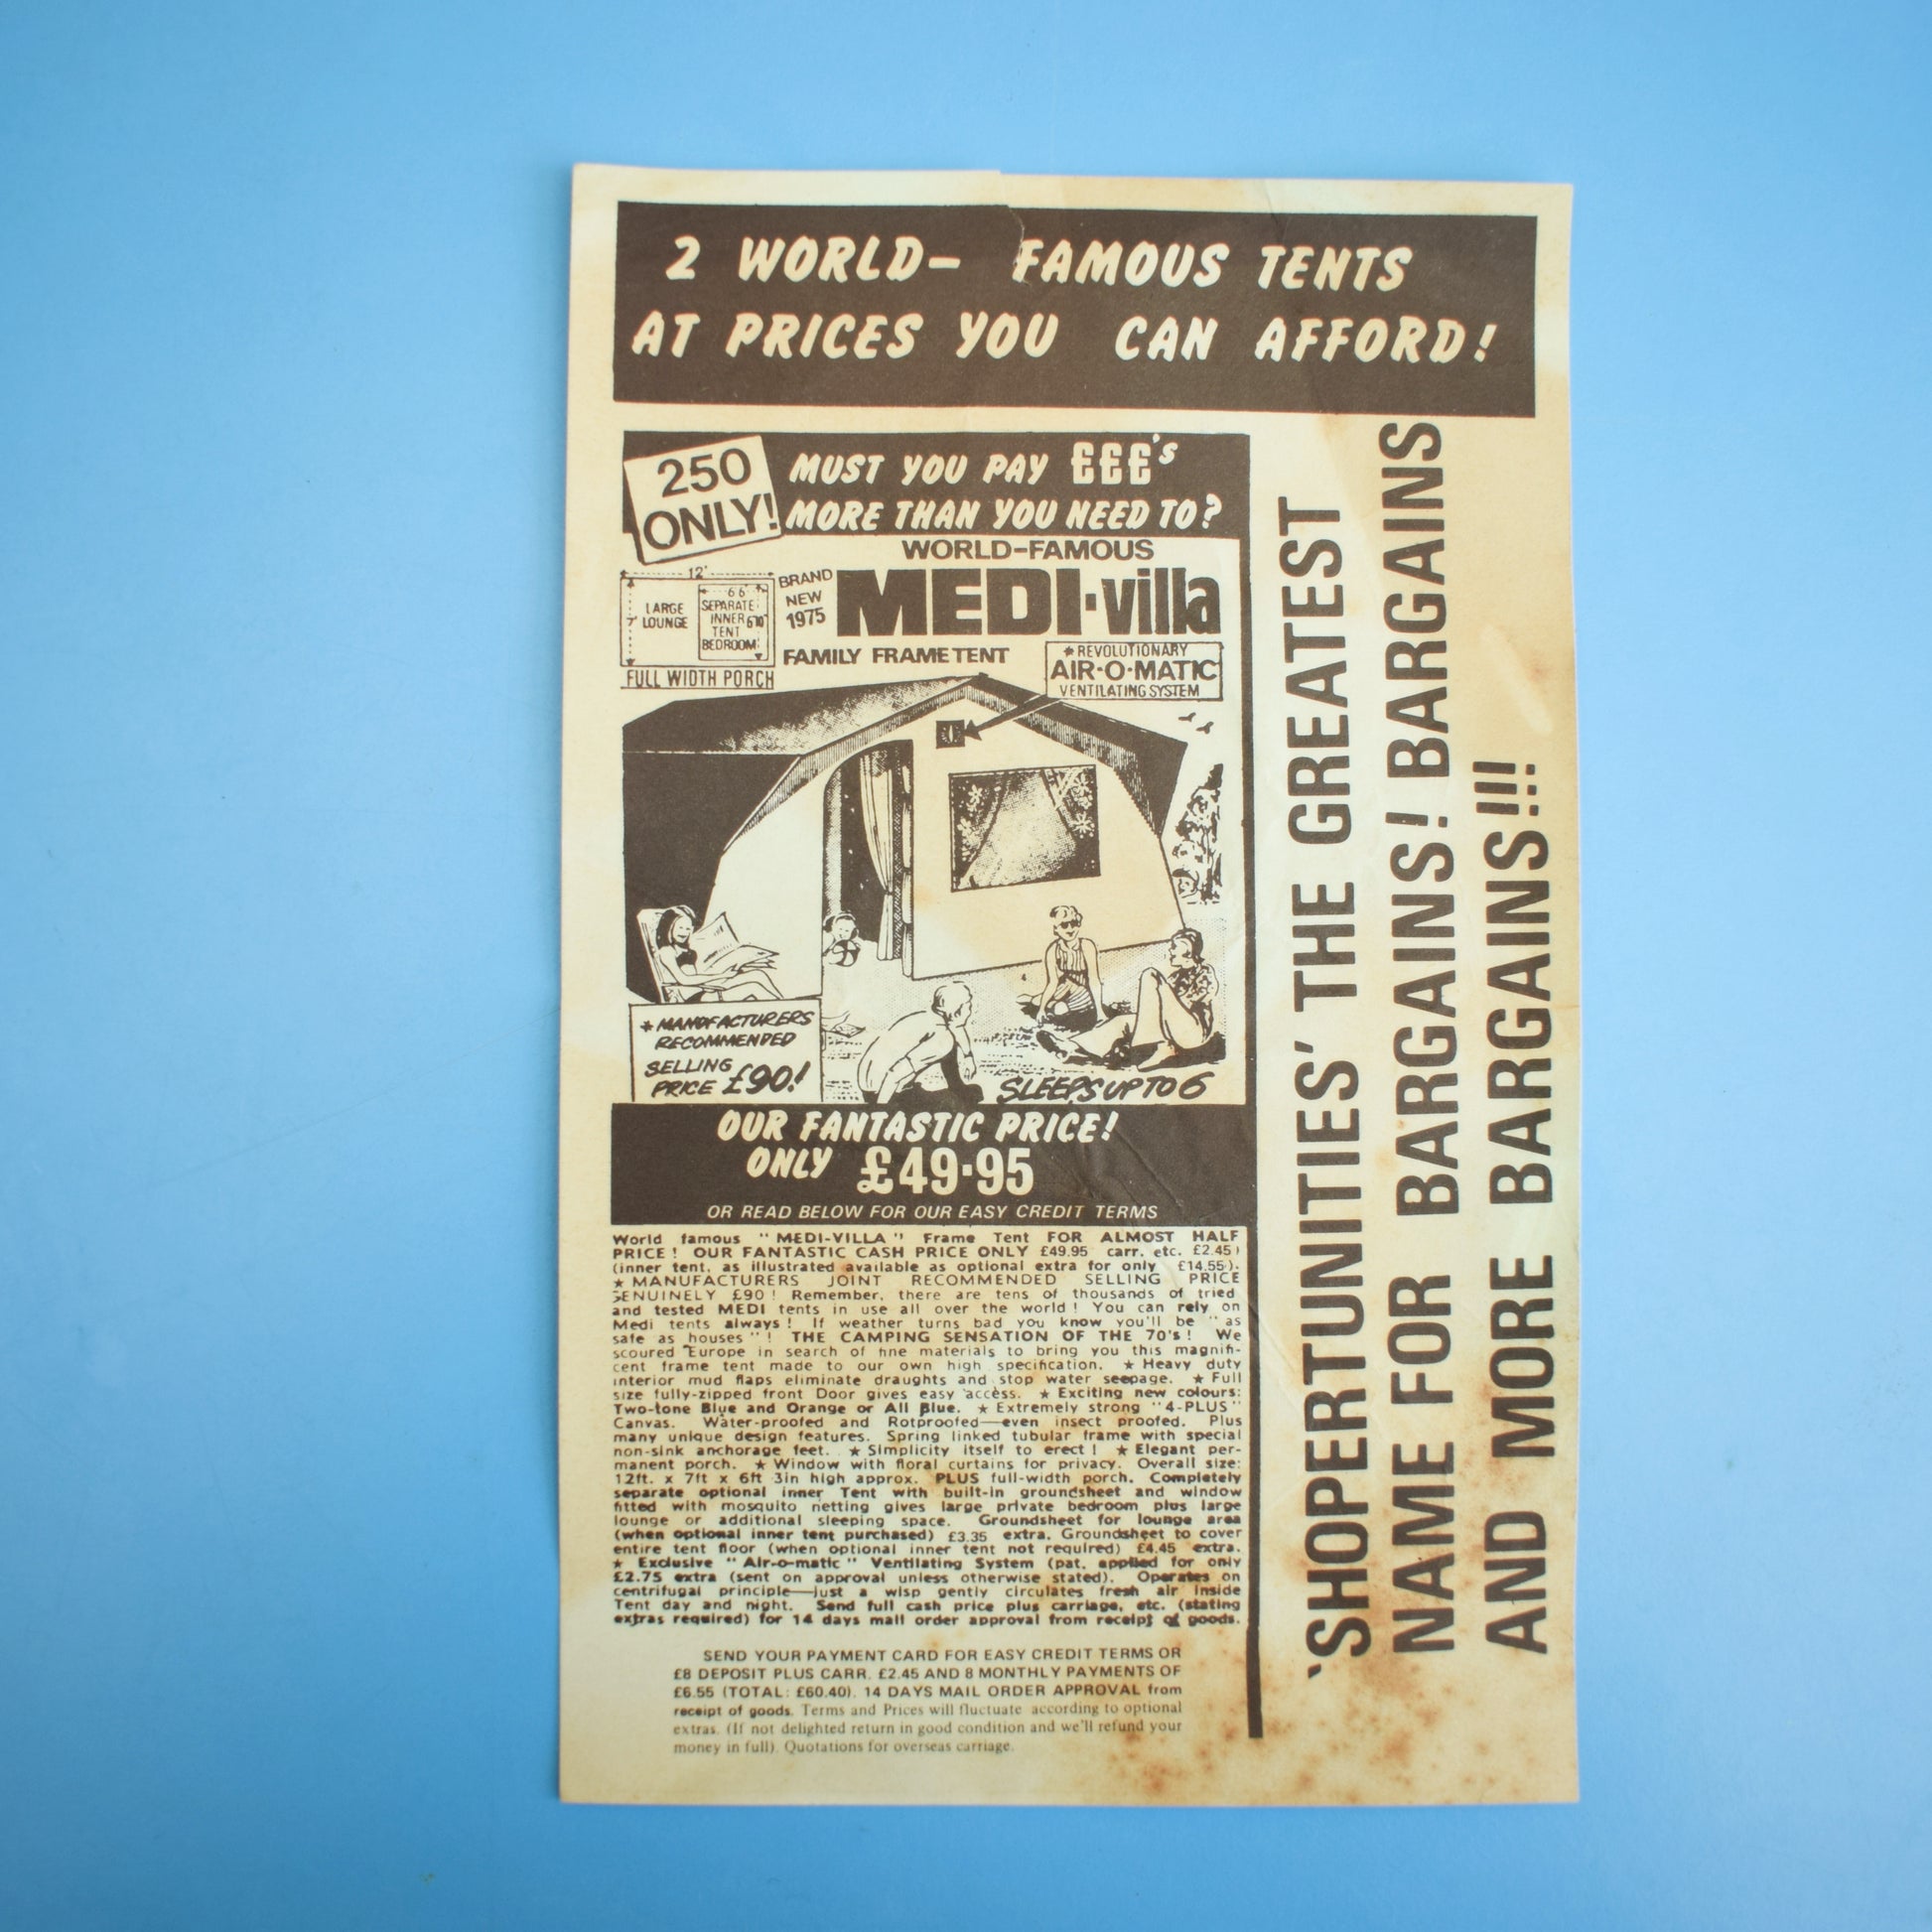 2 WORLD- FAMOUS TENTS
AT PRICES YOU CAN AFFORD!
250
ONLY!
MUST YOU PAY £££'s
MORE THAN YOU NEED TO?
WORLD-FAMOUS
MEDI·villa
BRAND
NEW
1975
FAMILY FRAME TENT
12'
7'
LARGE
LOUNGE
6'6
SEPARATE
INNER
TENT
BEDROOM
FULL WIDTH PORCH
★ REVOLUTIONARY
AIR·O·MATIC
VENTILATING SYSTEM
★ MANUFACTURERS
RECOMMENDED
SELLING
PRICE £90!
SLEEPS UP TO 6
OUR FANTASTIC PRICE!
ONLY £49·95
OR READ BELOW FOR OUR EASY CREDIT TERMS
World famous "MEDI-VILLA" Frame Tent FOR ALMOST HALF
PRICE! OUR FANTASTIC CASH PRICE ONLY £49.95 carr. etc. £2.45)
(inner tent, as illustrated available as optional extra for only £14.55).
★ MANUFACTURERS JOINT RECOMMENDED SELLING PRICE
GENUINELY £90! Remember, there are tens of thousands of tried
and tested MEDI tents in use all over the world! You can rely on
Medi tents always! If weather turns bad you know you'll be "as
safe as houses"! THE CAMPING SENSATION OF THE 70's! We
scoured Europe in search of fine materials to bring you this magnifi-
cent frame tent made to our own high specification. ★ Heavy duty
interior mud flaps eliminate draughts and stop water seepage. ★ Full
size fully-zipped front Door gives easy access. ★ Exciting new colours:
Two-tone Blue and Orange or All Blue. ★ Extremely strong "4-PLUS"
Canvas. Water-proofed and Rotproofed—even insect proofed. Plus
many unique design features. Spring linked tubular frame with special
non-sink anchorage feet. ★ Simplicity itself to erect! ★ Elegant per-
manent porch. ★ Window with floral curtains for privacy. Overall size:
12ft. x 7ft x 6ft 3in high approx. PLUS full-width porch. Completely
separate optional inner Tent with built-in groundsheet and window
fitted with mosquito netting gives large private bedroom plus large
lounge or additional sleeping space. Groundsheet for lounge area
(when optional inner tent purchased) £3.35 extra. Groundsheet to cover
entire tent floor (when optional inner tent not required) £4.45 extra.
★ Exclusive "Air-o-matic" Ventilating System (pat. applied for only
£2.75 extra (sent on approval unless otherwise stated). Operates on
centrifugal principle—just a wisp gently circulates fresh air inside
Tent day and night. Send full cash price plus carriage, etc. (stating
extras required) for 14 days mail order approval from receipt of goods.
SEND YOUR PAYMENT CARD FOR EASY CREDIT TERMS OR
£8 DEPOSIT PLUS CARR. £2.45 AND 8 MONTHLY PAYMENTS OF
£6.55 (TOTAL: £60.40). 14 DAYS MAIL ORDER APPROVAL from
receipt of goods. Terms and Prices will fluctuate according to optional
extras. (If not delighted return in good condition and we'll refund your
money in full). Quotations for overseas carriage.
'SHOPERTUNITIES' THE GREATEST
NAME FOR BARGAINS! BARGAINS
AND MORE BARGAINS!!!